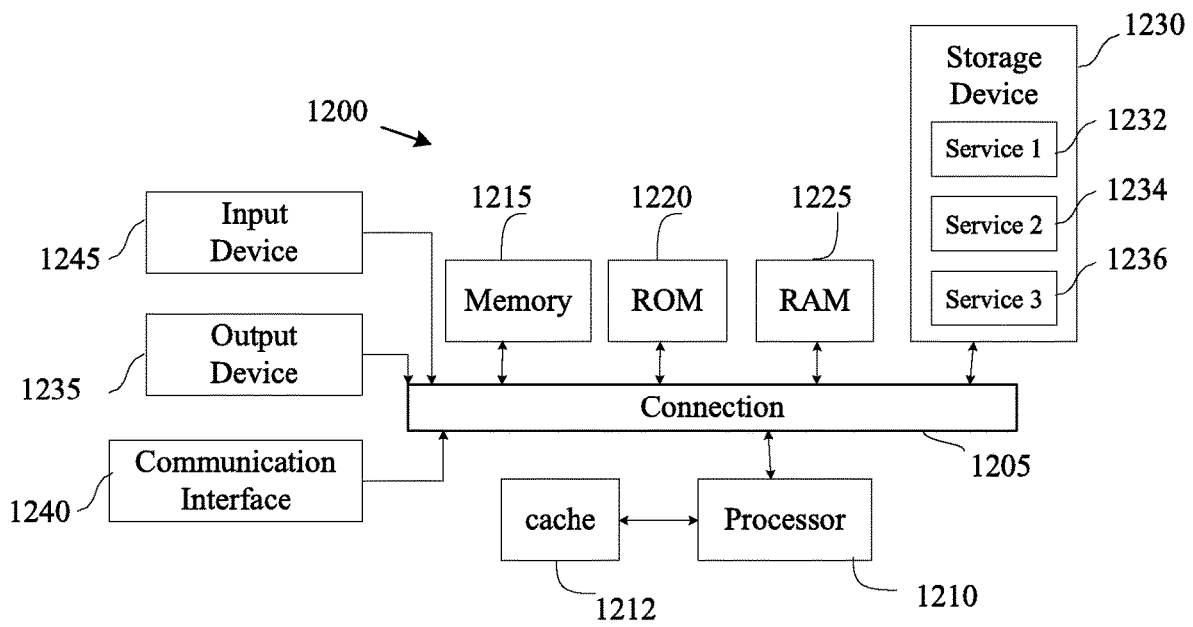 1230
Storage
Device
1200
1232
Service 1
1215
1220
1225
1234
Input
Device
Service 2
1245
1236
Memory
ROM
RAM
Service 3
Output
Device
1235
Connection
Communication
Interface
1205
1240
cache
Processor
1212
1210